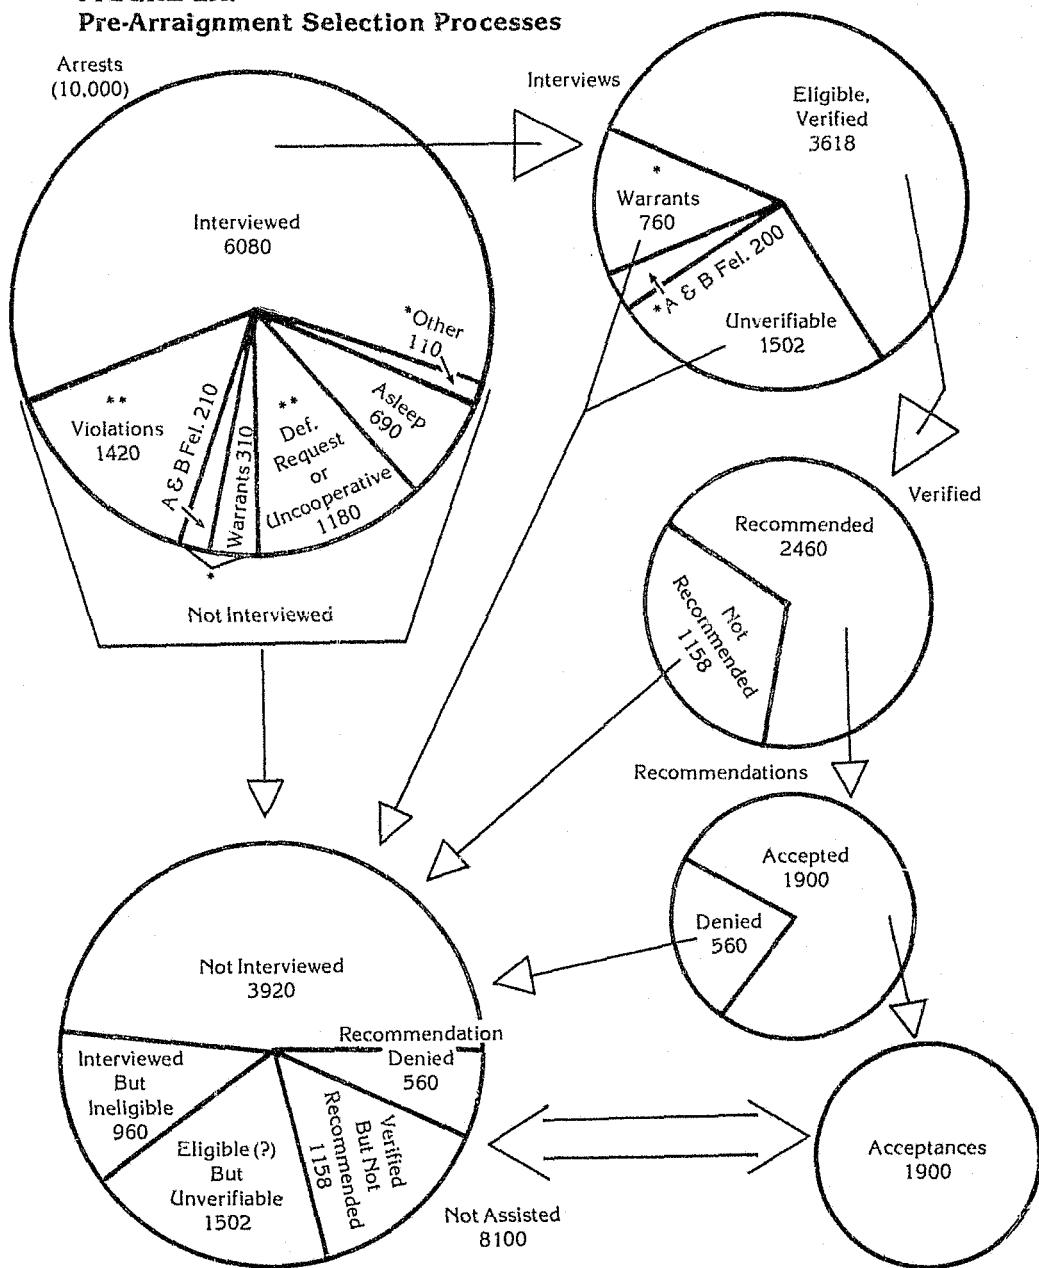 Pre-Arraignment Selection Processes
Arrests
(10,000)
Interviewed
6080
*Other
110
Asleep
690
**
Def.
Request
or
Uncooperative
1180
Warrants 310
A & B Fel. 210
*
**
Violations
1420
Not Interviewed
Interviews
Eligible,
Verified
3618
*
Warrants
760
*A & B Fel. 200
Unverifiable
1502
Verified
Recommended
2460
Not
Recommended
1158
Recommendations
Accepted
1900
Denied
560
Not Interviewed
3920
Recommendation
Denied
560
Interviewed
But
Ineligible
960
Eligible (?)
But
Unverifiable
1502
Verified
But Not
Recommended
1158
Not Assisted
8100
Acceptances
1900